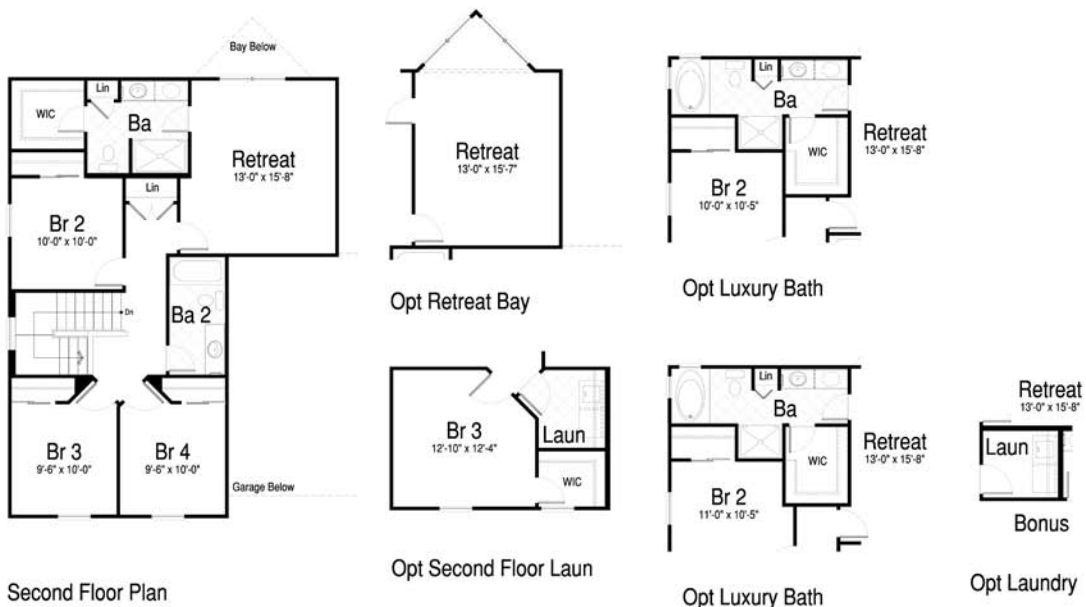 Bay Below
Lin
WIC
Ba
Retreat
13'-0" x 15'-8"
Lin
Br 2
10'-0" x 10'-0"
Dn
Ba 2
Br 3
9'-6" x 10'-0"
Br 4
9'-6" x 10'-0"
Garage Below
Second Floor Plan
Retreat
13'-0" x 15'-7"
Opt Retreat Bay
Br 3
12'-10" x 12'-4"
Laun
WIC
Opt Second Floor Laun
Lin
Ba
Retreat
13'-0" x 15'-8"
WIC
Br 2
10'-0" x 10'-5"
Opt Luxury Bath
Lin
Ba
Retreat
13'-0" x 15'-8"
WIC
Br 2
11'-0" x 10'-5"
Opt Luxury Bath
Retreat
13'-0" x 15'-8"
Laun
Bonus
Opt Laundry